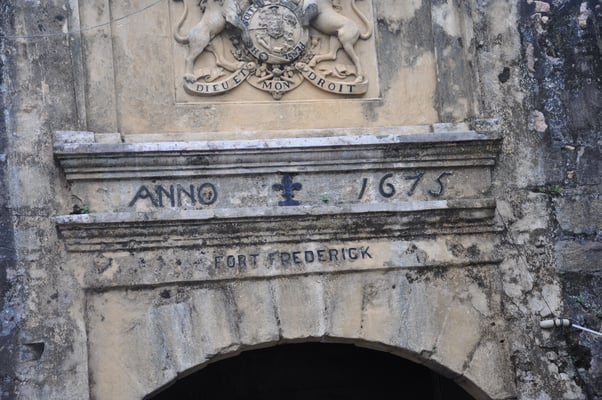 DIEU ET MON DROIT
ANNO 1675
FORT FREDERICK